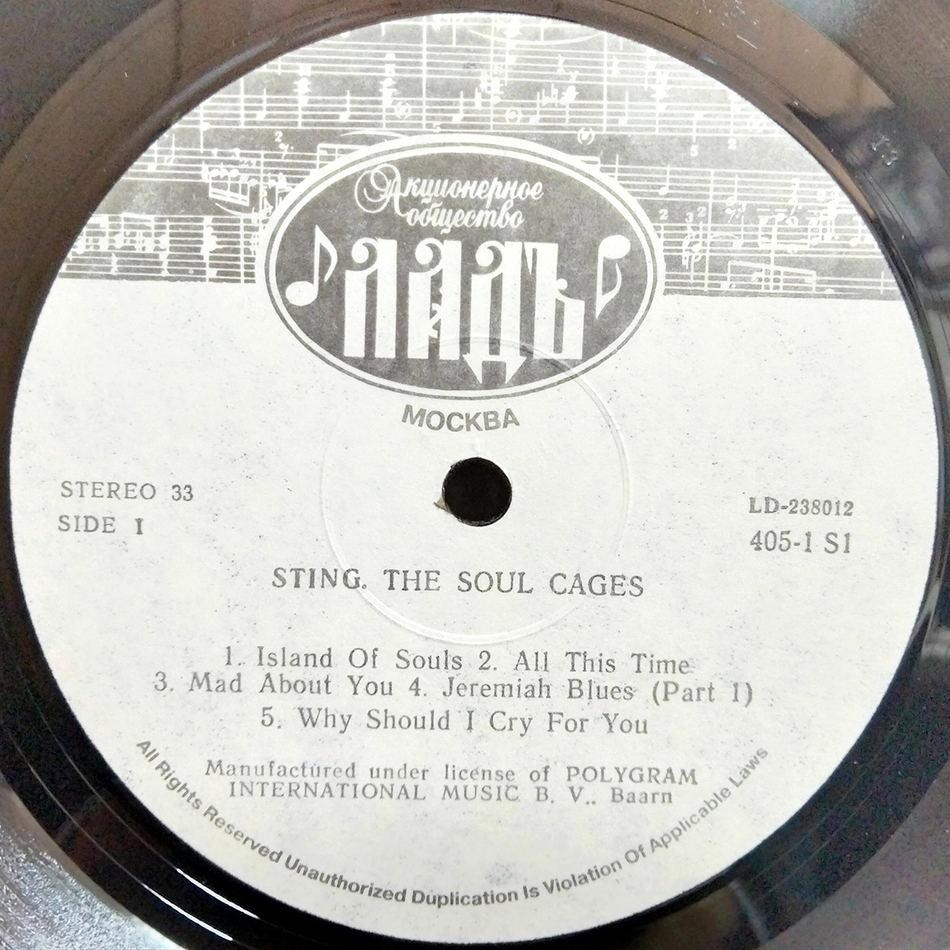 Акционерное
общество
ЛАДЪ
МОСКВА
STEREO 33
SIDE I
LD-238012
405-1 S1
STING. THE SOUL CAGES
1. Island Of Souls 2. All This Time
3. Mad About You 4. Jeremiah Blues (Part 1)
5. Why Should I Cry For You
Manufactured under license of POLYGRAM
INTERNATIONAL MUSIC B. V., Baarn
All Rights Reserved Unauthorized Duplication Is Violation Of Applicable Laws